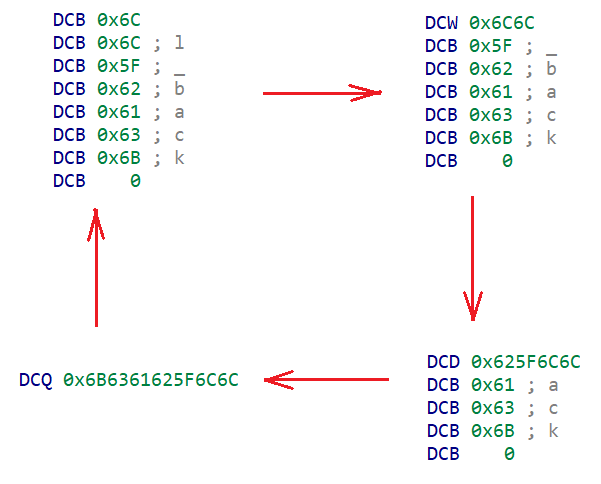 DCB 0x6C
DCB 0x6C ; l
DCB 0x5F ; _
DCB 0x62 ; b
DCB 0x61 ; a
DCB 0x63 ; c
DCB 0x6B ; k
DCB 0
DCW 0x6C6C
DCB 0x5F ; _
DCB 0x62 ; b
DCB 0x61 ; a
DCB 0x63 ; c
DCB 0x6B ; k
DCB 0
DCQ 0x6B6361625F6C6C
DCD 0x625F6C6C
DCB 0x61 ; a
DCB 0x63 ; c
DCB 0x6B ; k
DCB 0